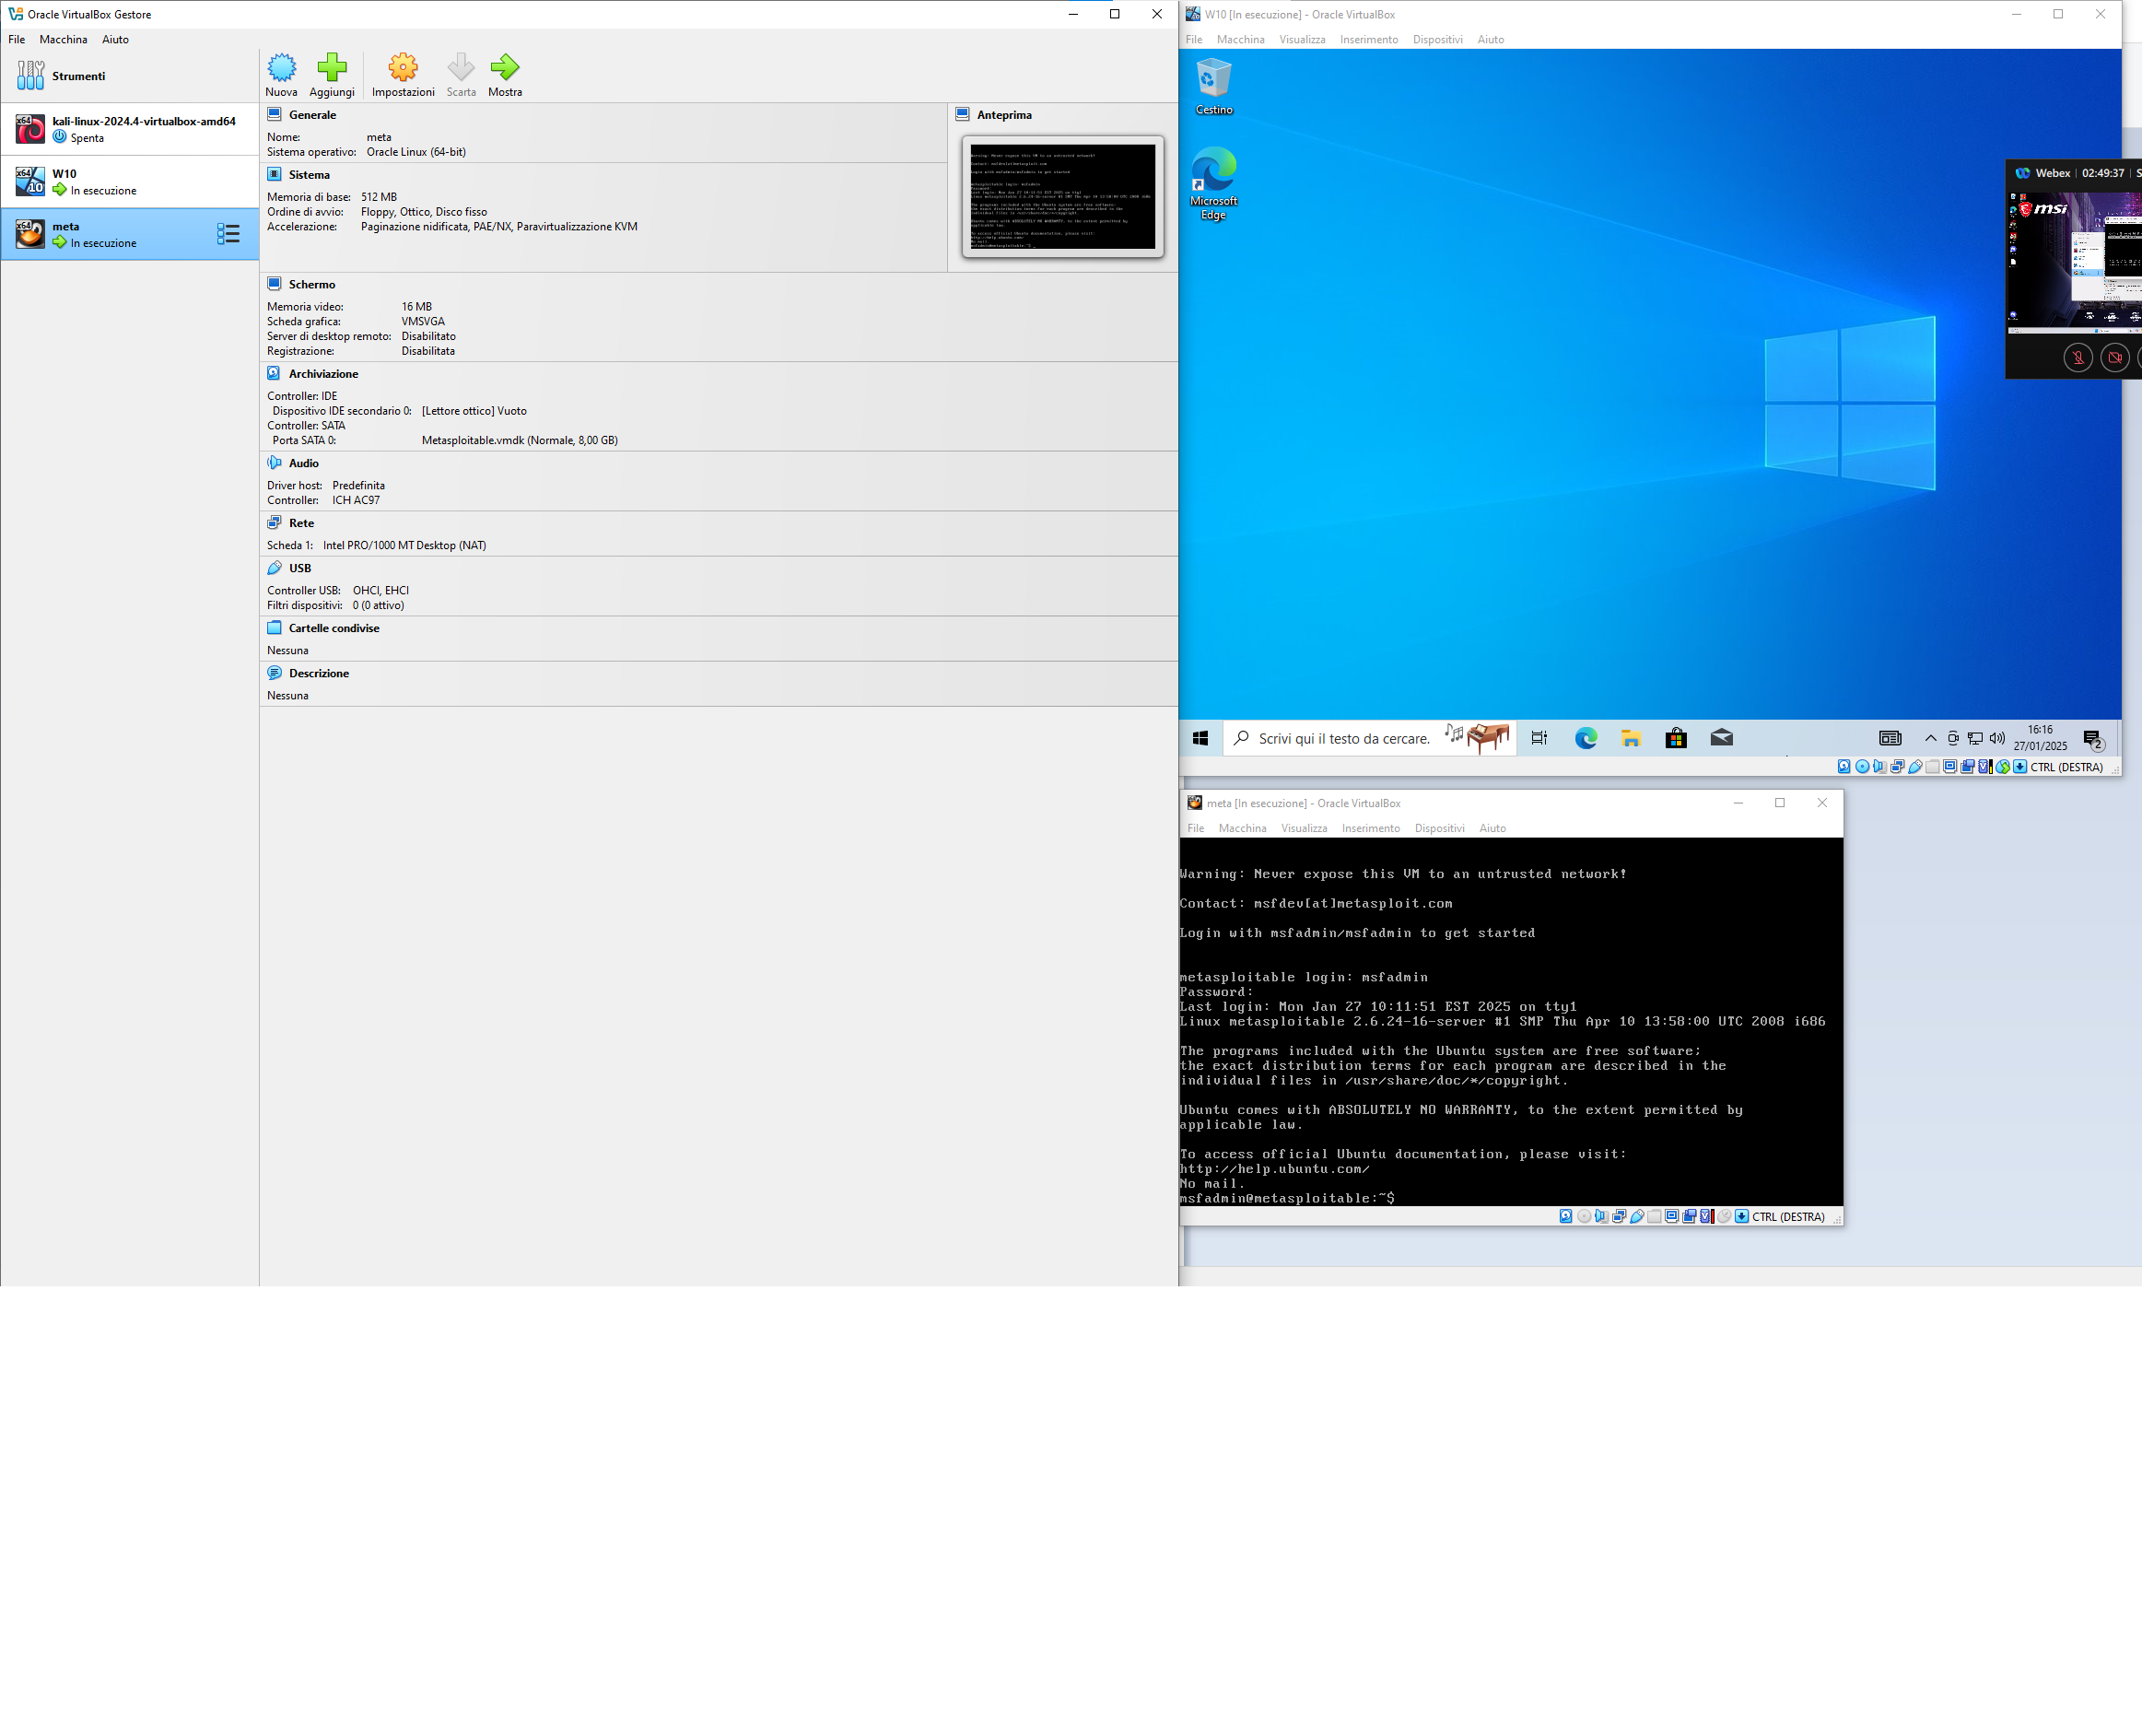 Oracle VirtualBox Gestore
File Macchina Aiuto
Strumenti
Nuova Aggiungi Impostazioni Scarta Mostra
kali-linux-2024.4-virtualbox-amd64
Spenta
W10
In esecuzione
meta
In esecuzione
Generale
Nome: meta
Sistema operativo: Oracle Linux (64-bit)
Sistema
Memoria di base: 512 MB
Ordine di avvio: Floppy, Ottico, Disco fisso
Accelerazione: Paginazione nidificata, PAE/NX, Paravirtualizzazione KVM
Anteprima
Schermo
Memoria video: 16 MB
Scheda grafica: VMSVGA
Server di desktop remoto: Disabilitato
Registrazione: Disabilitata
Archiviazione
Controller: IDE
Dispositivo IDE secondario 0: [Lettore ottico] Vuoto
Controller: SATA
Porta SATA 0: Metasploitable.vmdk (Normale, 8,00 GB)
Audio
Driver host: Predefinita
Controller: ICH AC97
Rete
Scheda 1: Intel PRO/1000 MT Desktop (NAT)
USB
Controller USB: OHCI, EHCI
Filtri dispositivi: 0 (0 attivo)
Cartelle condivise
Nessuna
Descrizione
Nessuna
W10 [In esecuzione] - Oracle VirtualBox
File Macchina Visualizza Inserimento Dispositivi Aiuto
Cestino
Microsoft
Edge
Webex 02:49:37 S
msi
Scrivi qui il testo da cercare.
16:16
27/01/2025
2
CTRL (DESTRA)
meta [In esecuzione] - Oracle VirtualBox
File Macchina Visualizza Inserimento Dispositivi Aiuto
Warning: Never expose this VM to an untrusted network!
Contact: msfdev[at]metasploit.com
Login with msfadmin/msfadmin to get started
metasploitable login: msfadmin
Password:
Last login: Mon Jan 27 10:11:51 EST 2025 on tty1
Linux metasploitable 2.6.24-16-server #1 SMP Thu Apr 10 13:58:00 UTC 2008 i686
The programs included with the Ubuntu system are free software;
the exact distribution terms for each program are described in the
individual files in /usr/share/doc/*/copyright.
Ubuntu comes with ABSOLUTELY NO WARRANTY, to the extent permitted by
applicable law.
To access official Ubuntu documentation, please visit:
http://help.ubuntu.com/
No mail.
msfadmin@metasploitable:~$
CTRL (DESTRA)